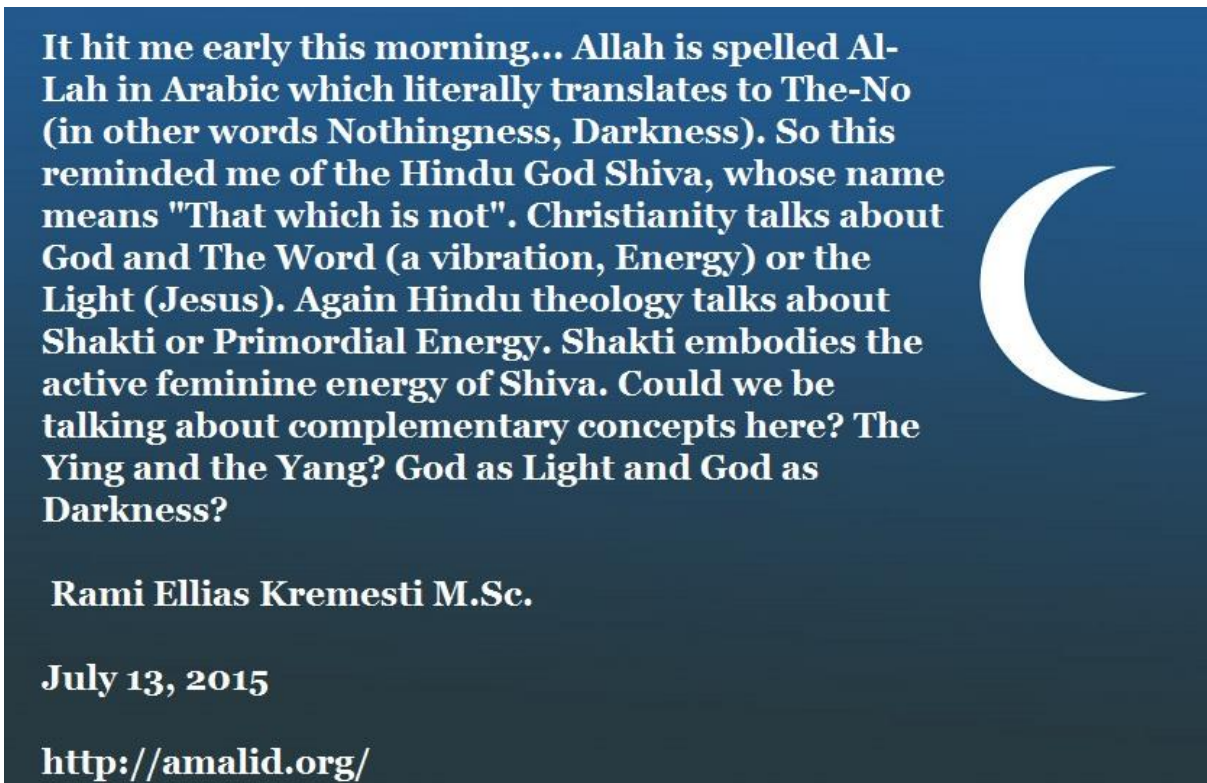 It hit me early this morning... Allah is spelled Al-
Lah in Arabic which literally translates to The-No
(in other words Nothingness, Darkness). So this
reminded me of the Hindu God Shiva, whose name
means "That which is not". Christianity talks about
God and The Word (a vibration, Energy) or the
Light (Jesus). Again Hindu theology talks about
Shakti or Primordial Energy. Shakti embodies the
active feminine energy of Shiva. Could we be
talking about complementary concepts here? The
Ying and the Yang? God as Light and God as
Darkness?
Rami Ellias Kremesti M.Sc.
July 13, 2015
http://amalid.org/